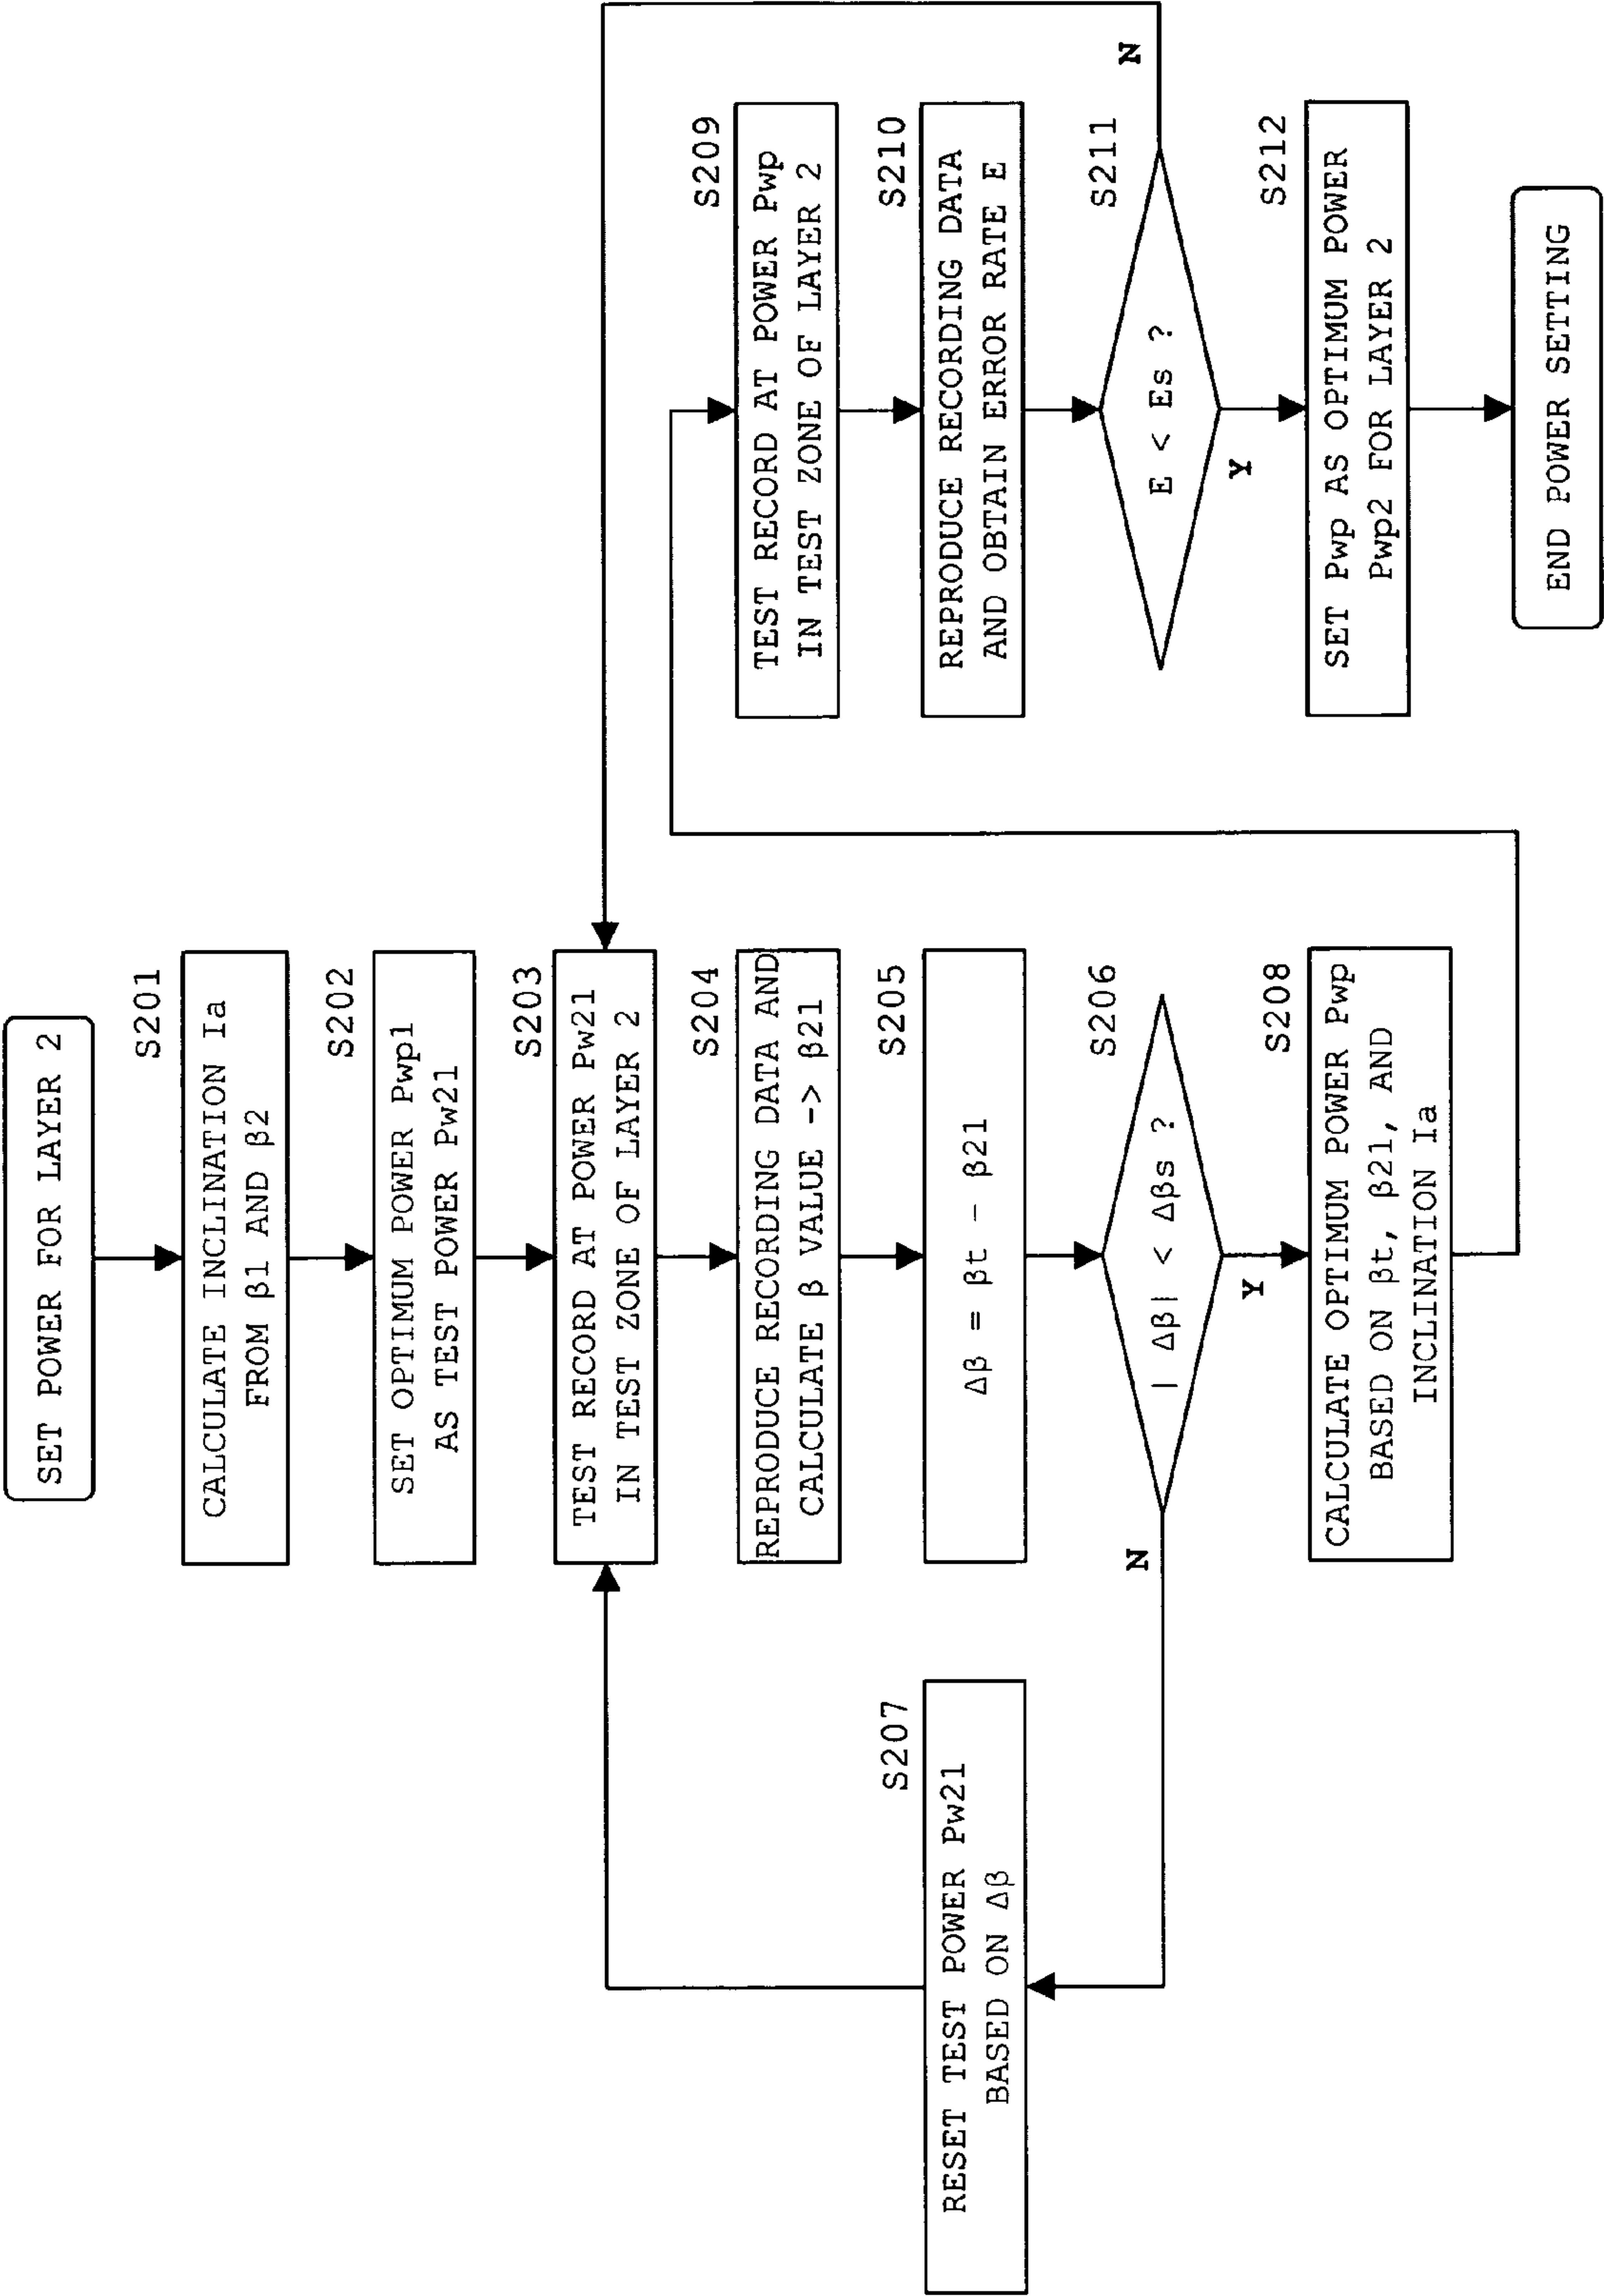 SET POWER FOR LAYER 2
S201
CALCULATE INCLINATION Ia
FROM β1 AND β2
S202
SET OPTIMUM POWER Pwp1
AS TEST POWER Pw21
S203
TEST RECORD AT POWER Pw21
IN TEST ZONE OF LAYER 2
S204
REPRODUCE RECORDING DATA AND
CALCULATE β VALUE -> β21
S205
Δβ = βt − β21
S206
| Δβ| < Δβs ?
N
Y
S207
RESET TEST POWER Pw21
BASED ON Δβ
S208
CALCULATE OPTIMUM POWER Pwp
BASED ON βt, β21, AND
INCLINATION Ia
S209
TEST RECORD AT POWER Pwp
IN TEST ZONE OF LAYER 2
S210
REPRODUCE RECORDING DATA
AND OBTAIN ERROR RATE E
S211
E < Es ?
N
Y
S212
SET Pwp AS OPTIMUM POWER
Pwp2 FOR LAYER 2
END POWER SETTING